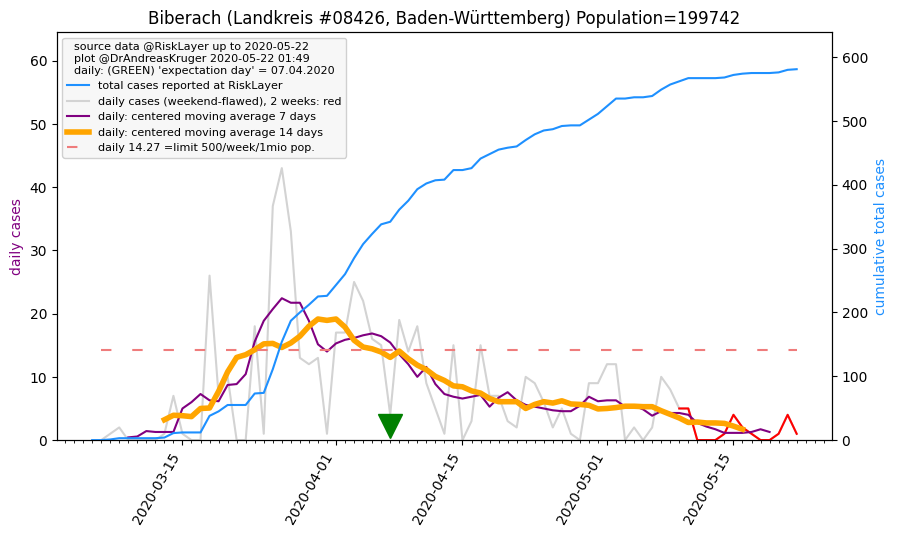 Biberach (Landkreis #08426, Baden-Württemberg) Population=199742
source data @RiskLayer up to 2020-05-22
plot @DrAndreasKruger 2020-05-22 01:49
daily: (GREEN) 'expectation day' = 07.04.2020
total cases reported at RiskLayer
daily cases (weekend-flawed), 2 weeks: red
daily: centered moving average 7 days
daily: centered moving average 14 days
daily 14.27 =limit 500/week/1mio pop.
daily cases
0
10
20
30
40
50
60
cumulative total cases
0
100
200
300
400
500
600
2020-03-15
2020-04-01
2020-04-15
2020-05-01
2020-05-15